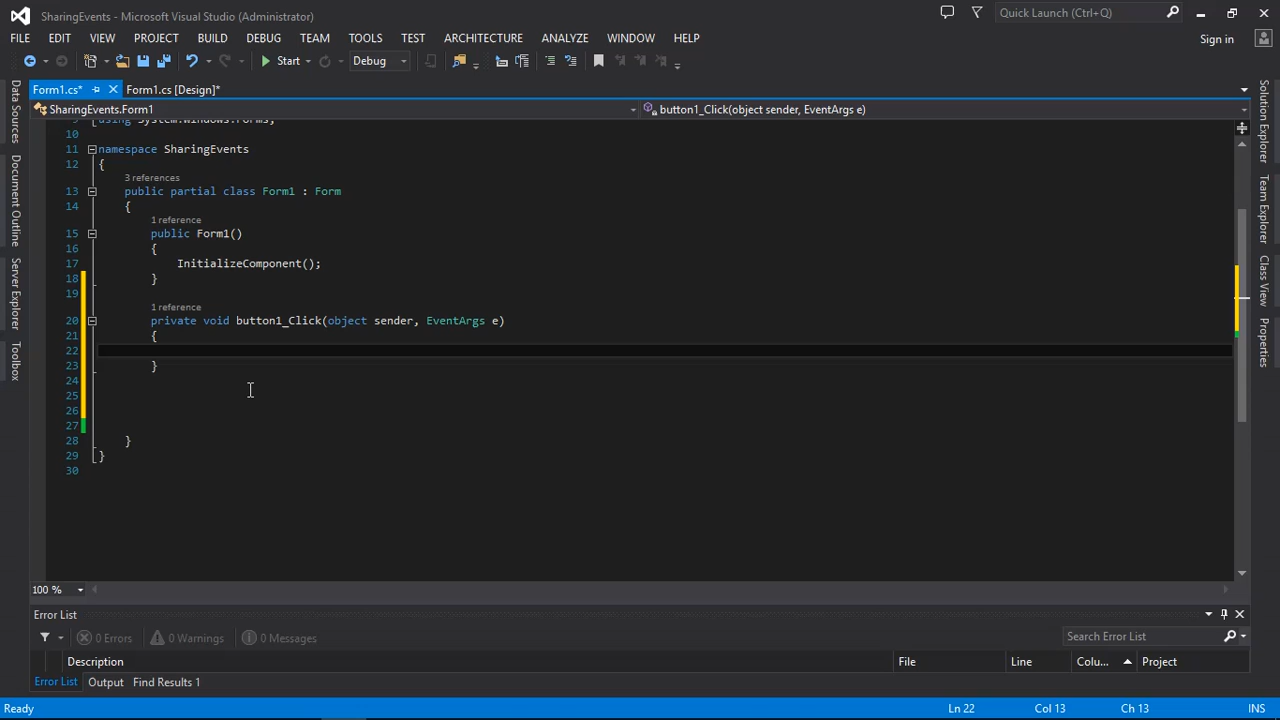 SharingEvents - Microsoft Visual Studio (Administrator)
Quick Launch (Ctrl+Q)
FILE EDIT VIEW PROJECT BUILD DEBUG TEAM TOOLS TEST ARCHITECTURE ANALYZE WINDOW HELP
Sign in
Start Debug
Form1.cs* Form1.cs [Design]*
SharingEvents.Form1 button1_Click(object sender, EventArgs e)
9 using System.Windows.Forms;
10
11 namespace SharingEvents
12 {
3 references
13 public partial class Form1 : Form
14 {
1 reference
15 public Form1()
16 {
17 InitializeComponent();
18 }
19
1 reference
20 private void button1_Click(object sender, EventArgs e)
21 {
22
23 }
24
25
26
27
28 }
29 }
30
100 %
Data Sources
Document Outline
Server Explorer
Toolbox
Solution Explorer
Team Explorer
Class View
Properties
Error List
0 Errors 0 Warnings 0 Messages Search Error List
Description File Line Colu... Project
Error List Output Find Results 1
Ready Ln 22 Col 13 Ch 13 INS